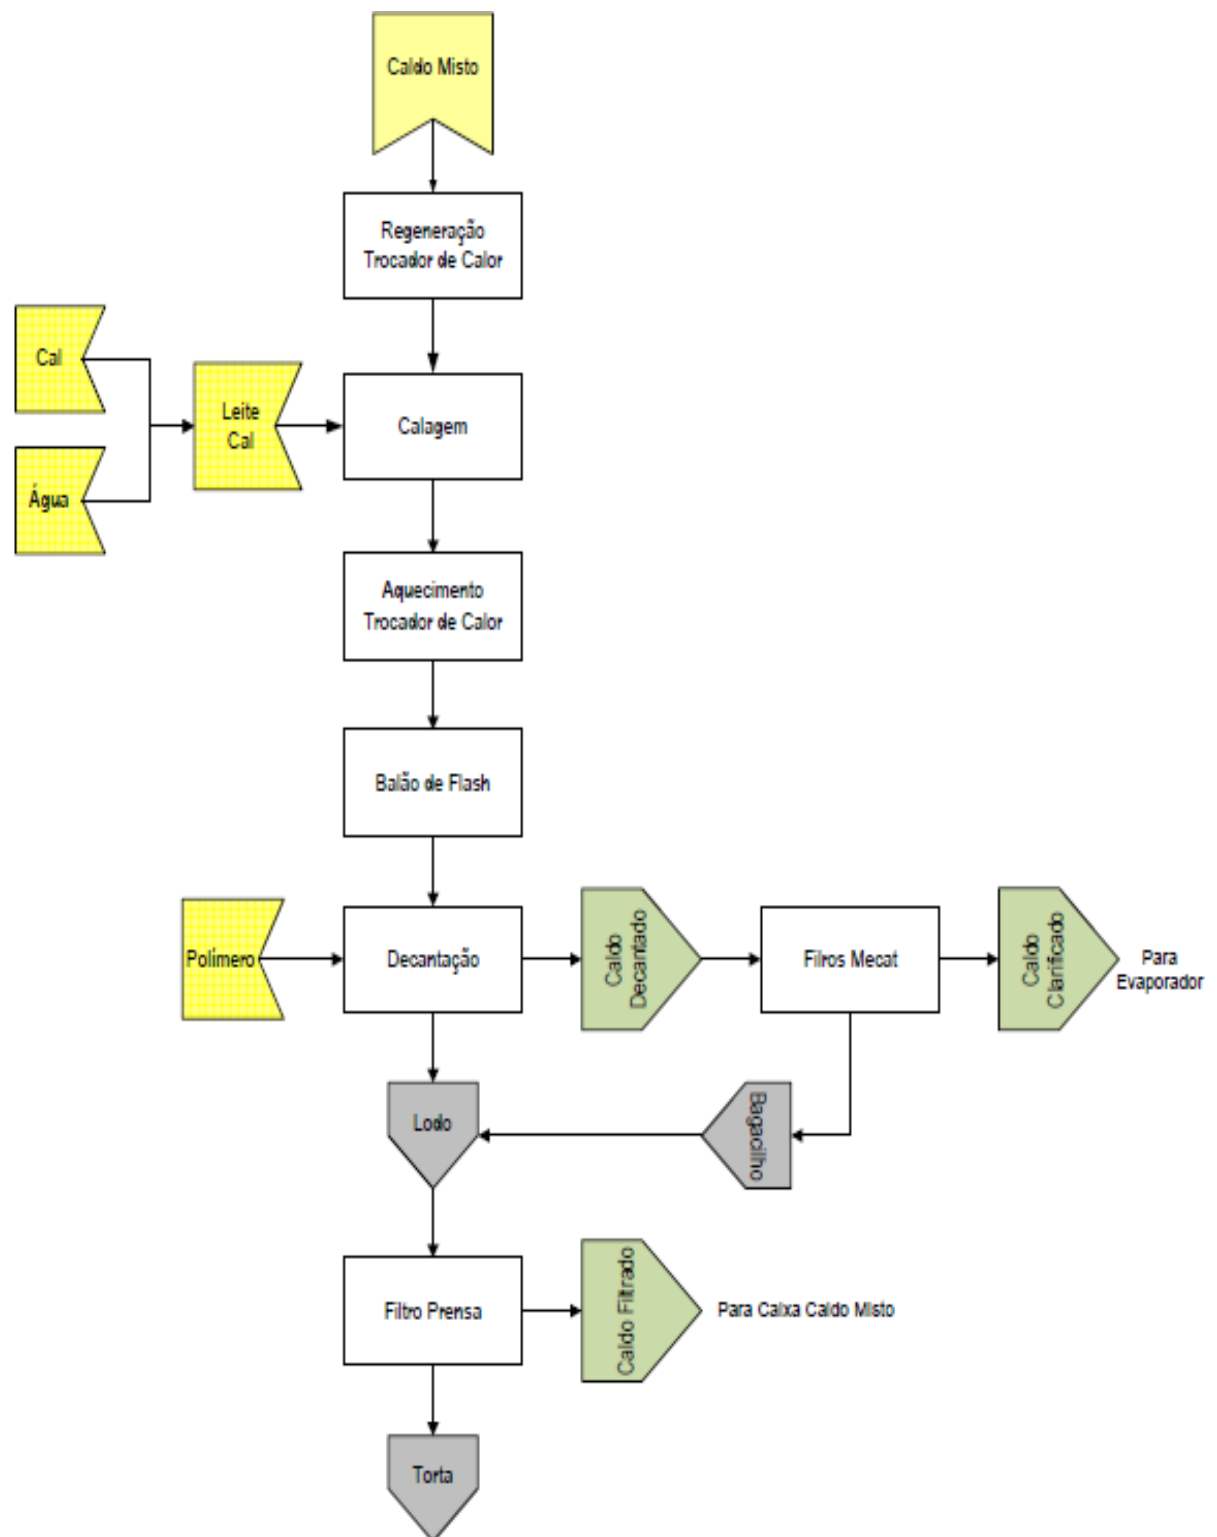 Caldo Misto
Regeneração
Trocador de Calor
Cal
Leite
Cal
Água
Calagem
Aquecimento
Trocador de Calor
Balão de Flash
Polímero
Decantação
Caldo
Decantado
Filros Mecat
Caldo
Clarificado
Para
Evaporador
Lodo
Bagacilho
Filtro Prensa
Caldo Filtrado
Para Caixa Caldo Misto
Torta